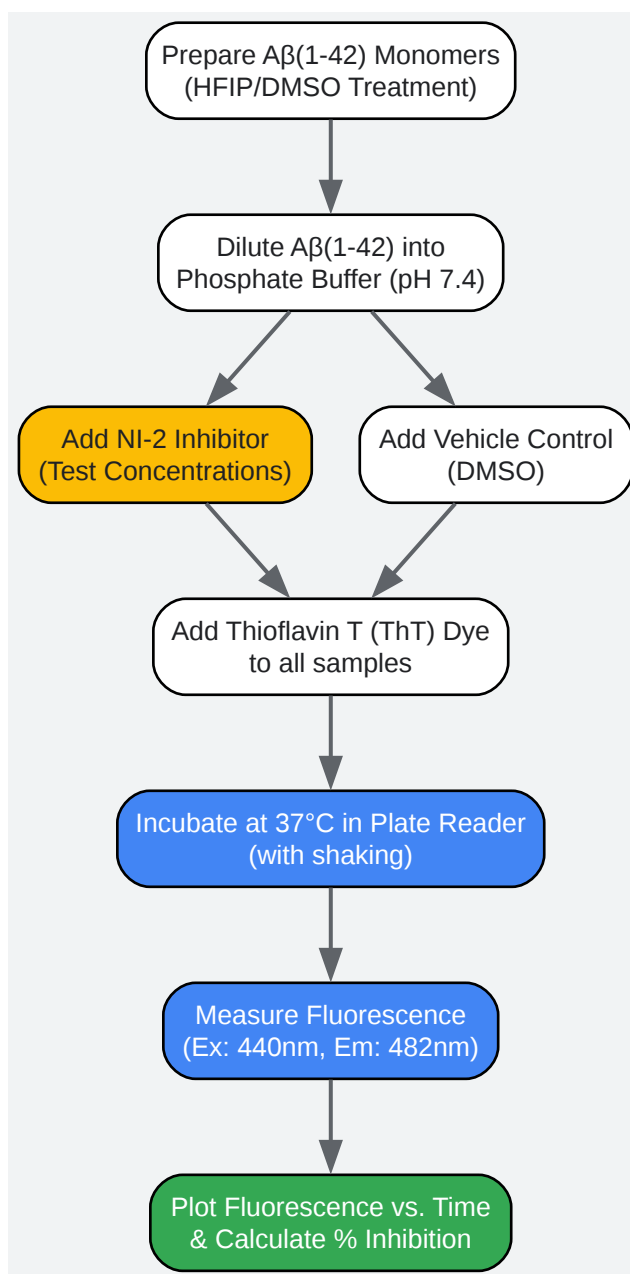 Prepare Aβ(1-42) Monomers
(HFIP/DMSO Treatment)
Dilute Aβ(1-42) into
Phosphate Buffer (pH 7.4)
Add NI-2 Inhibitor
(Test Concentrations)
Add Vehicle Control
(DMSO)
Add Thioflavin T (ThT) Dye
to all samples
Incubate at 37°C in Plate Reader
(with shaking)
Measure Fluorescence
(Ex: 440nm, Em: 482nm)
Plot Fluorescence vs. Time
& Calculate % Inhibition